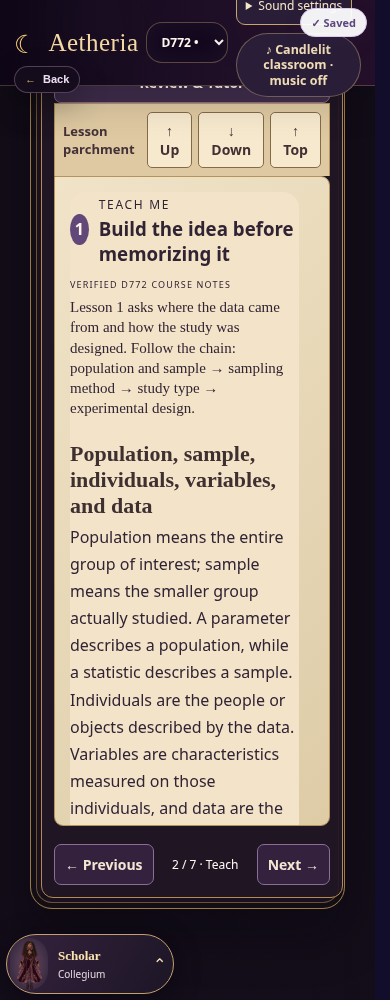 ▶ Sound settings
✓ Saved
☾ Aetheria
D772 •
♪ Candlelit
classroom ·
music off
← Back
Lesson
parchment
↑
Up
↓
Down
↑
Top
TEACH ME
1
Build the idea before
memorizing it
VERIFIED D772 COURSE NOTES
Lesson 1 asks where the data came
from and how the study was
designed. Follow the chain:
population and sample → sampling
method → study type →
experimental design.
Population, sample,
individuals, variables,
and data
Population means the entire
group of interest; sample
means the smaller group
actually studied. A parameter
describes a population, while
a statistic describes a sample.
Individuals are the people or
objects described by the data.
Variables are characteristics
measured on those
individuals, and data are the
← Previous
2 / 7 · Teach
Next →
Scholar
Collegium